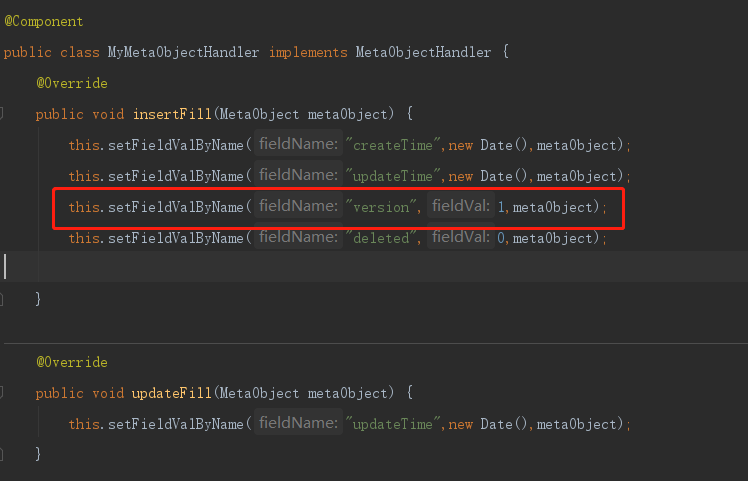 @Component
public class MyMetaObjectHandler implements MetaObjectHandler {
@Override
public void insertFill(MetaObject metaObject) {
this.setFieldValByName( fieldName: "createTime",new Date(),metaObject);
this.setFieldValByName( fieldName: "updateTime",new Date(),metaObject);
this.setFieldValByName( fieldName: "version", fieldVal: 1,metaObject);
this.setFieldValByName( fieldName: "deleted", fieldVal: 0,metaObject);
}
@Override
public void updateFill(MetaObject metaObject) {
this.setFieldValByName( fieldName: "updateTime",new Date(),metaObject);
}